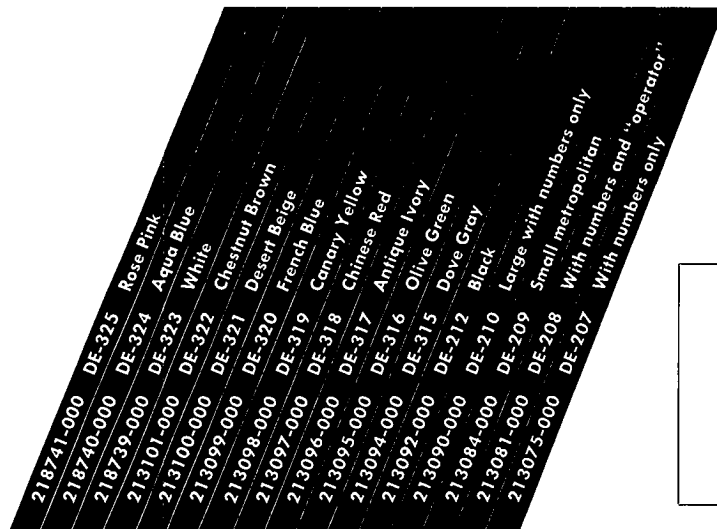 218741-000 DE-325 Rose Pink
218740-000 DE-324 Aqua Blue
218739-000 DE-323 White
213101-000 DE-322 Chestnut Brown
213100-000 DE-321 Desert Beige
213099-000 DE-320 French Blue
213098-000 DE-319 Canary Yellow
213097-000 DE-318 Chinese Red
213096-000 DE-317 Antique Ivory
213095-000 DE-316 Olive Green
213094-000 DE-315 Dove Gray
213092-000 DE-212 Black
213090-000 DE-210 Large with numbers only
213084-000 DE-209 Small metropolitan
213081-000 DE-208 With numbers and "operator"
213075-000 DE-207 With numbers only